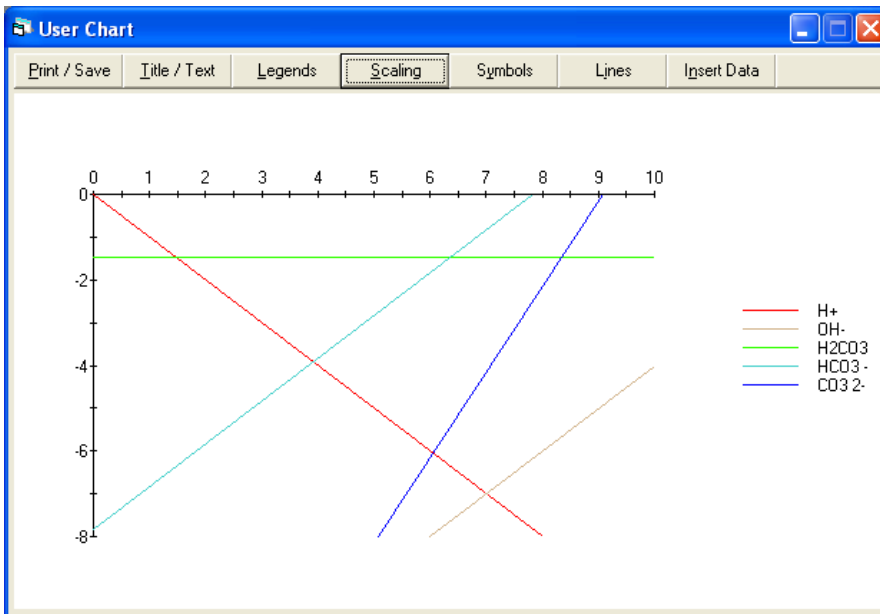 User Chart
Print / Save Title / Text Legends Scaling Symbols Lines Insert Data
0 1 2 3 4 5 6 7 8 9 10
0
-2
-4
-6
-8
H+
OH-
H2CO3
HCO3 -
CO3 2-